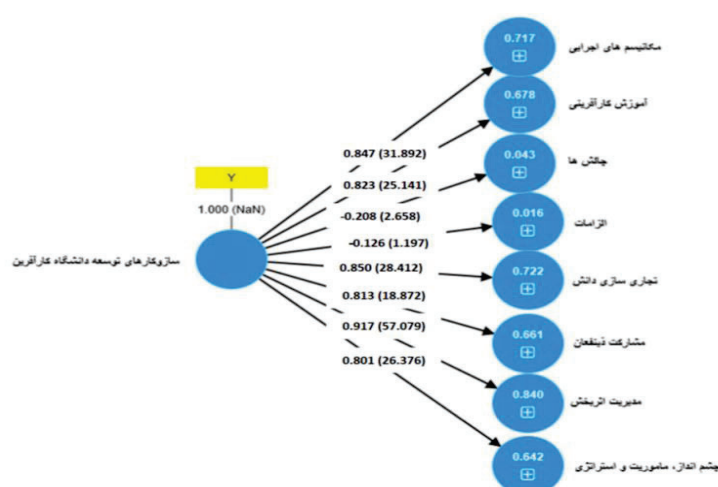 0.717
مکانیسم های اجرایی
0.678
آموزش کارآفرینی
0.043
چالش ها
0.016
الزامات
0.722
تجاری سازی دانش
0.661
مشارکت ذینفعان
0.840
مدیریت اثربخش
0.642
چشم انداز، ماموریت و استراتژی
0.847 (31.892)
0.823 (25.141)
-0.208 (2.658)
-0.126 (1.197)
0.850 (28.412)
0.813 (18.872)
0.917 (57.079)
0.801 (26.376)
Y
1.000 (NaN)
سازوکارهای توسعه دانشگاه کارآفرین